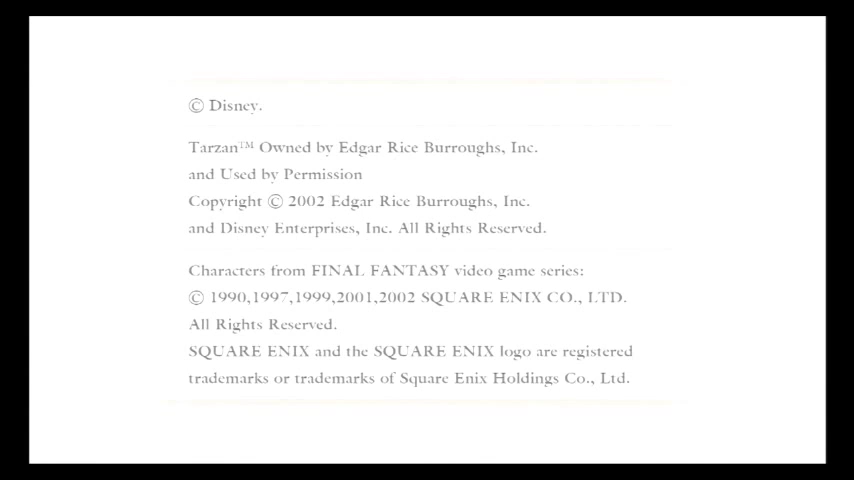 © Disney.
Tarzan™ Owned by Edgar Rice Burroughs, Inc.
and Used by Permission
Copyright © 2002 Edgar Rice Burroughs, Inc.
and Disney Enterprises, Inc. All Rights Reserved.
Characters from FINAL FANTASY video game series:
© 1990,1997,1999,2001,2002 SQUARE ENIX CO., LTD.
All Rights Reserved.
SQUARE ENIX and the SQUARE ENIX logo are registered
trademarks or trademarks of Square Enix Holdings Co., Ltd.